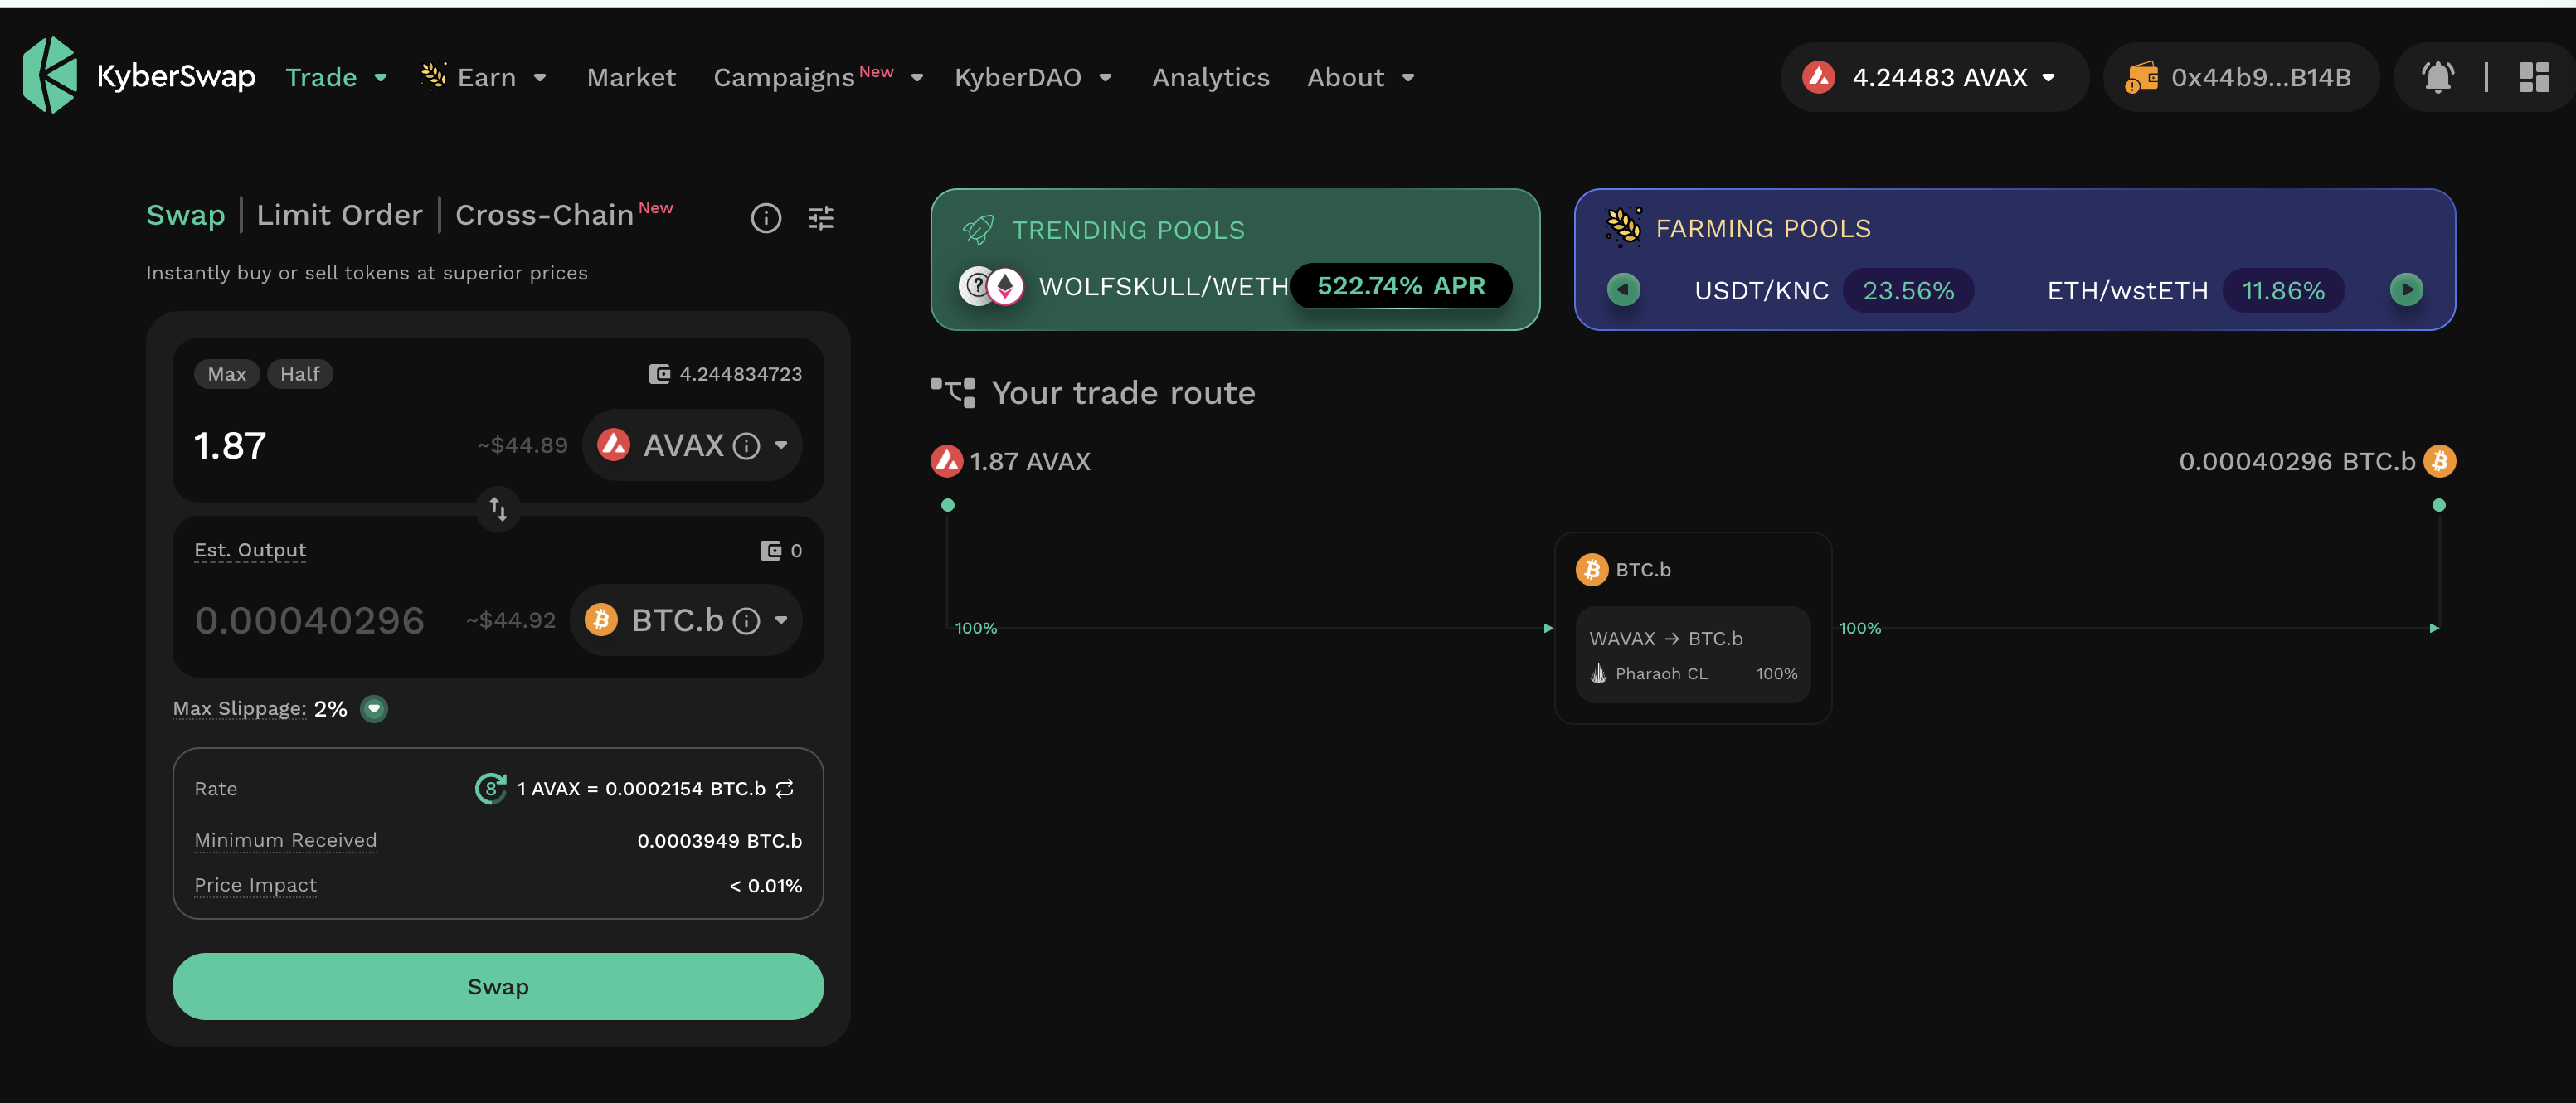 KyberSwap Trade Earn Market Campaigns New KyberDAO Analytics About 4.24483 AVAX 0x44b9...B14B
Swap | Limit Order | Cross-Chain New
Instantly buy or sell tokens at superior prices
Max Half 4.244834723
1.87 ~$44.89 AVAX
Est. Output 0
0.00040296 ~$44.92 BTC.b
Max Slippage: 2%
Rate 8 1 AVAX = 0.0002154 BTC.b
Minimum Received 0.0003949 BTC.b
Price Impact < 0.01%
Swap
TRENDING POOLS
WOLFSKULL/WETH 522.74% APR
FARMING POOLS
USDT/KNC 23.56% ETH/wstETH 11.86%
Your trade route
1.87 AVAX 0.00040296 BTC.b
BTC.b
100% 100%
WAVAX → BTC.b
Pharaoh CL 100%